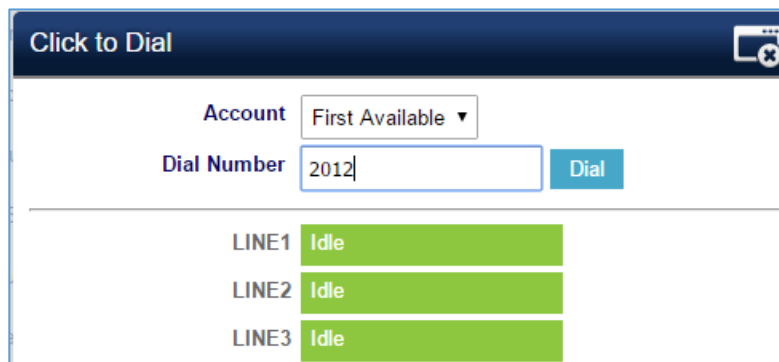 Click to Dial
Account First Available
Dial Number 2012 Dial
LINE1 Idle
LINE2 Idle
LINE3 Idle